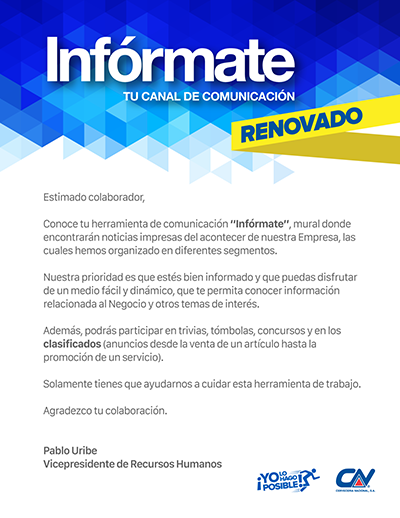 Infórmate
TU CANAL DE COMUNICACIÓN
RENOVADO
Estimado colaborador,
Conoce tu herramienta de comunicación "Infórmate", mural donde
encontrarán noticias impresas del acontecer de nuestra Empresa, las
cuales hemos organizado en diferentes segmentos.
Nuestra prioridad es que estés bien informado y que puedas disfrutar
de un medio fácil y dinámico, que te permita conocer información
relacionada al Negocio y otros temas de interés.
Además, podrás participar en trivias, tómbolas, concursos y en los
clasificados (anuncios desde la venta de un artículo hasta la
promoción de un servicio).
Solamente tienes que ayudarnos a cuidar esta herramienta de trabajo.
Agradezco tu colaboración.
Pablo Uribe
Vicepresidente de Recursos Humanos
¡YO LO HAGO
POSIBLE!
CN
CERVECERIA NACIONAL, S.A.